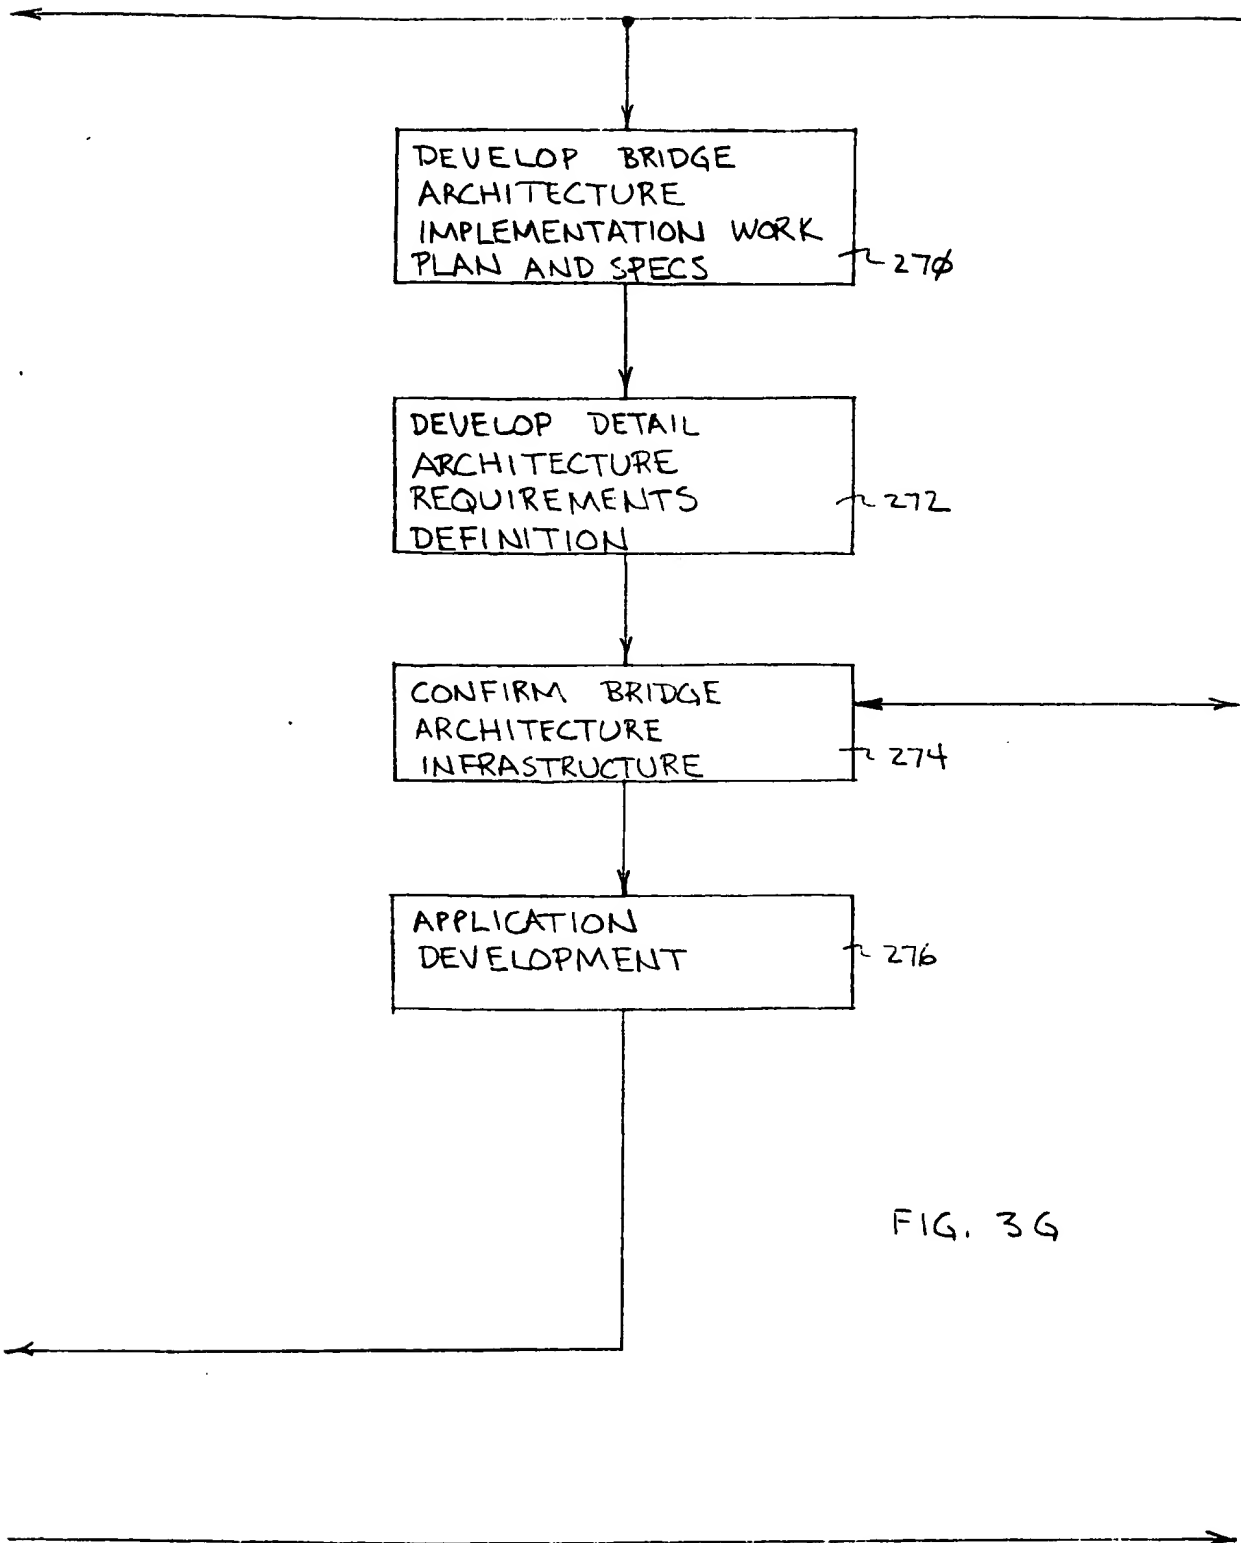 DEVELOP BRIDGE
ARCHITECTURE
IMPLEMENTATION WORK
PLAN AND SPECS
270
DEVELOP DETAIL
ARCHITECTURE
REQUIREMENTS
DEFINITION
272
CONFIRM BRIDGE
ARCHITECTURE
INFRASTRUCTURE
274
APPLICATION
DEVELOPMENT
276
FIG. 3G